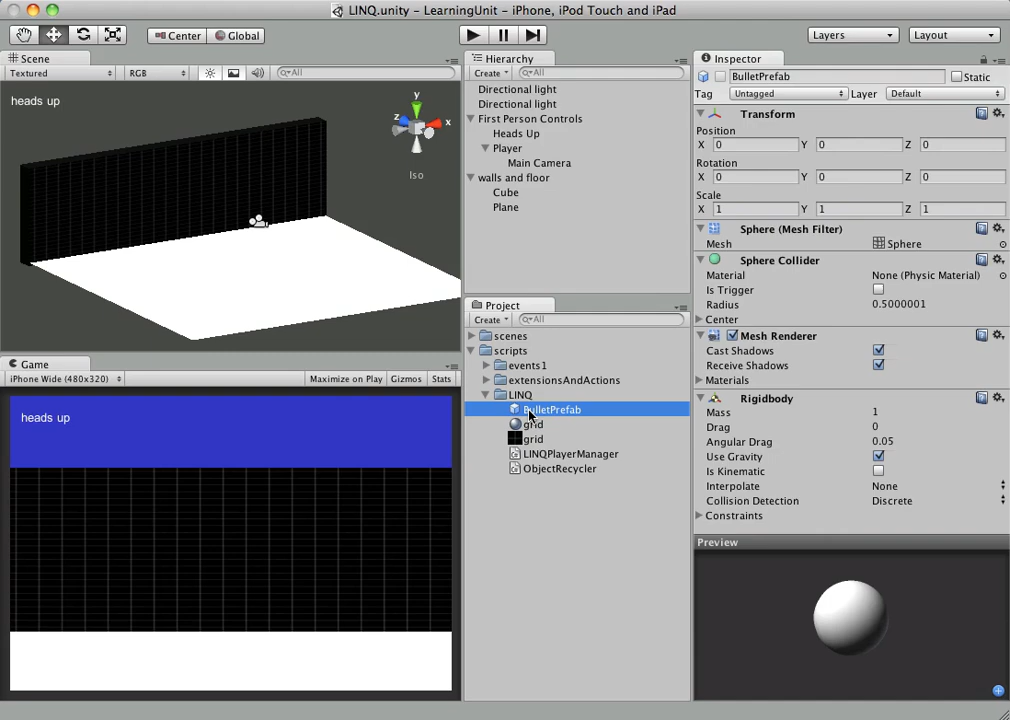 LINQ.unity - LearningUnit - iPhone, iPod Touch and iPad
Center
Global
Layers
Layout
Scene
Textured
RGB
All
heads up
y
z
x
Iso
Game
iPhone Wide (480x320)
Maximize on Play
Gizmos
Stats
heads up
Hierarchy
Create
All
Directional light
Directional light
First Person Controls
Heads Up
Player
Main Camera
walls and floor
Cube
Plane
Project
Create
All
scenes
scripts
events1
extensionsAndActions
LINQ
BulletPrefab
grid
grid
LINQPlayerManager
ObjectRecycler
Inspector
BulletPrefab
Static
Tag Untagged Layer Default
Transform
Position
X 0 Y 0 Z 0
Rotation
X 0 Y 0 Z 0
Scale
X 1 Y 1 Z 1
Sphere (Mesh Filter)
Mesh Sphere
Sphere Collider
Material None (Physic Material)
Is Trigger
Radius 0.5000001
Center
Mesh Renderer
Cast Shadows
Receive Shadows
Materials
Rigidbody
Mass 1
Drag 0
Angular Drag 0.05
Use Gravity
Is Kinematic
Interpolate None
Collision Detection Discrete
Constraints
Preview